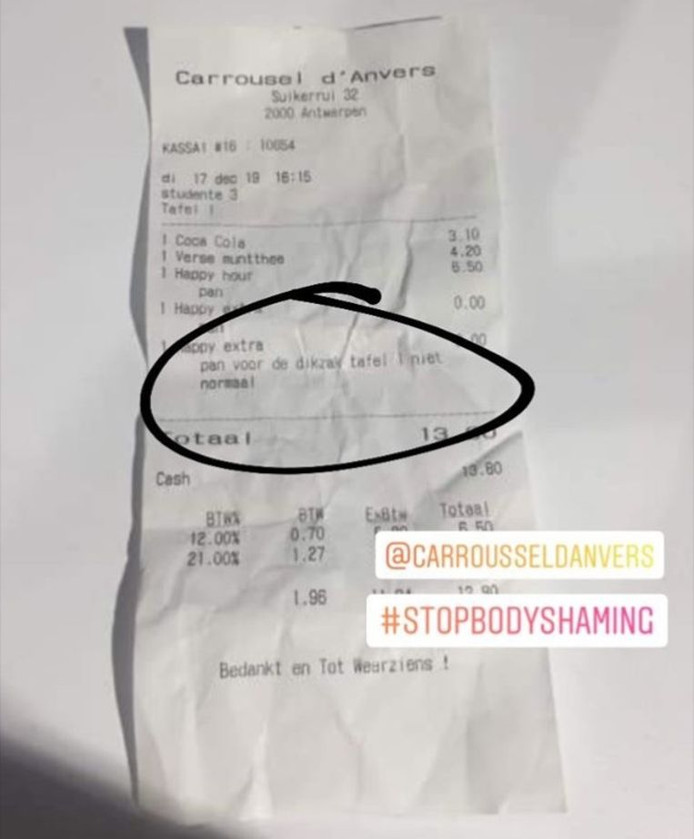 Carrousel d'Anvers
Suikerrui 32
2000 Antwerpen
KASSA1 #16 : 10654
di 17 dec 19 16:15
studente 3
Tafel 1
1 Coca Cola 3.10
1 Verse muntthee 4.20
1 Happy hour 6.50
pan
1 Happy 0.00
extra
pan voor de dikzak tafel 1 niet
normaal
Totaal
Cash 13.80
BTW% BTW ExBtw Totaal
12.00% 0.70 6.50
21.00% 1.27
@CARROUSSELDANVERS
1.96
#STOPBODYSHAMING
Bedankt en Tot Weerziens !